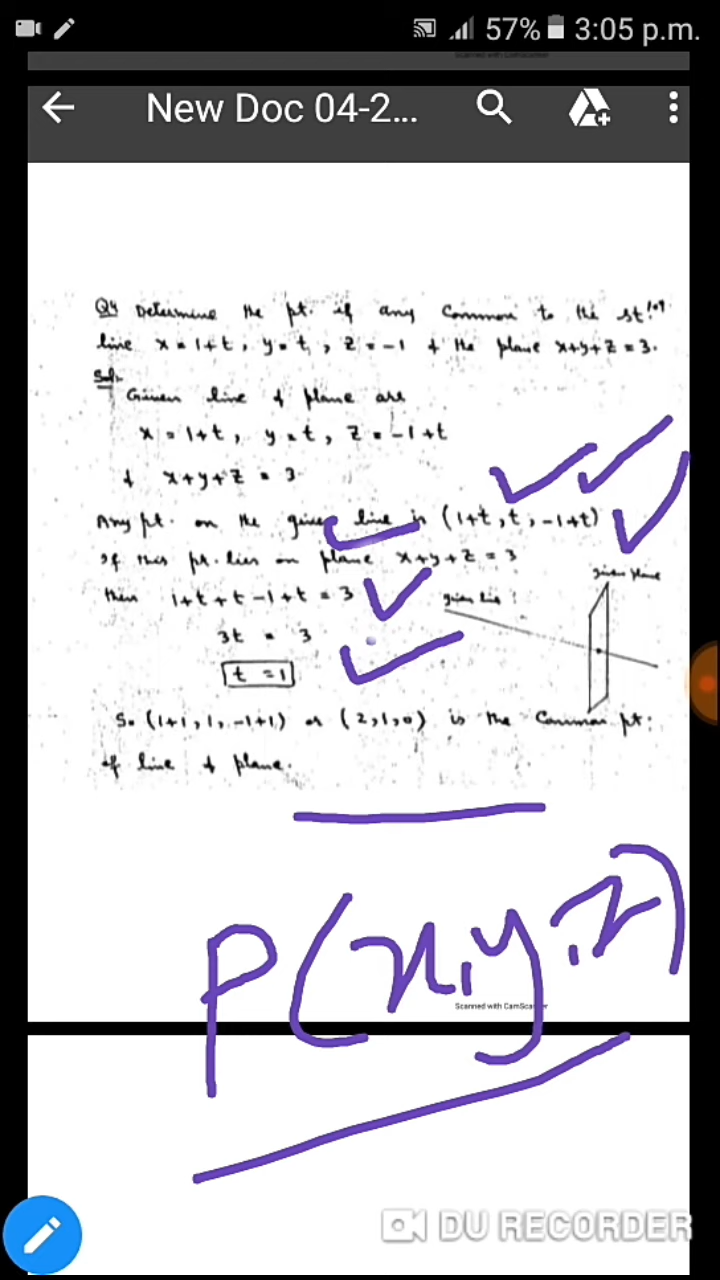 57% 3:05 p.m.
Scanned with CamScanner
New Doc 04-2...
Q4 Determine the pt. if any Common to the st!
line x = 1+t, y = t, z = -1 & the plane x+y+z = 3.
Sol.
Given line & plane are
x = 1+t, y = t, z = -1+t
& x+y+z = 3
Any pt. on the give line is (1+t, t, -1+t)
If this pt. lies on plane x+y+z = 3
then 1+t+t-1+t = 3
given line
given plane
3t = 3
t = 1
So (1+1, 1, -1+1) or (2,1,0) is the Common pt.
of line & plane.
P(x,y,z)
Scanned with CamScanner
DU RECORDER